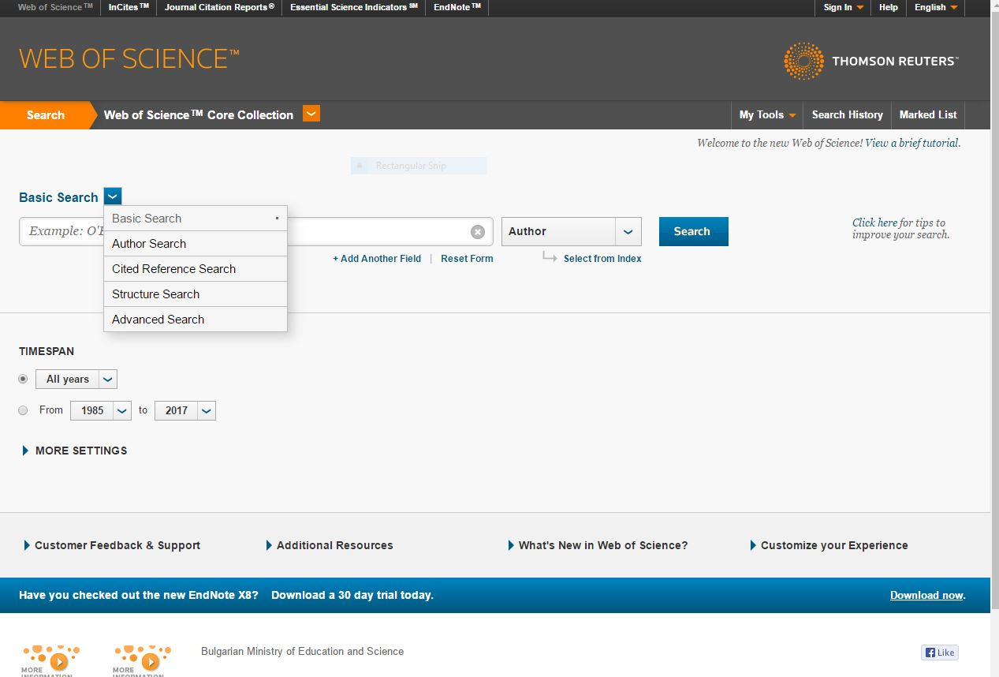 Web of Science™ InCites™ Journal Citation Reports® Essential Science Indicators℠ EndNote™ Sign In Help English
WEB OF SCIENCE™
THOMSON REUTERS™
Search Web of Science™ Core Collection My Tools Search History Marked List
Welcome to the new Web of Science! View a brief tutorial.
Rectangular Snip
Basic Search
Basic Search
Example: O'
Author Search
Search
Click here for tips to
improve your search.
Author
+ Add Another Field | Reset Form Select from Index
Cited Reference Search
Structure Search
Advanced Search
TIMESPAN
All years
From 1985 to 2017
MORE SETTINGS
Customer Feedback & Support Additional Resources What's New in Web of Science? Customize your Experience
Have you checked out the new EndNote X8? Download a 30 day trial today. Download now.
Bulgarian Ministry of Education and Science Like
MORE MORE
INFORMATION INFORMATION